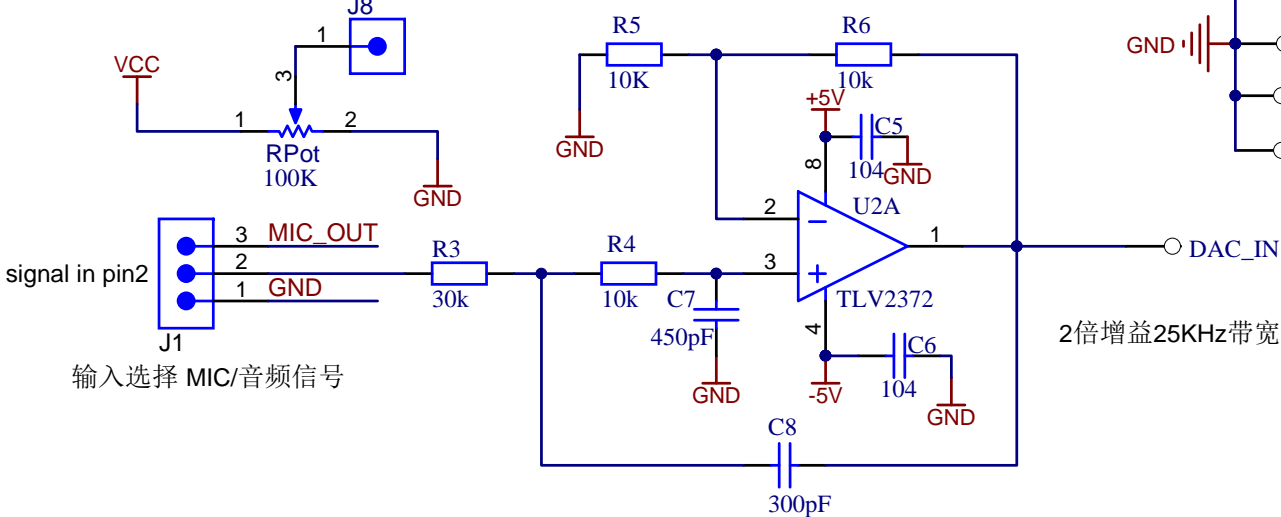 J8
1
3
VCC
1
2
RPot
100K
GND
R5
10K
GND
R6
10k
+5V
C5
104
GND
8
U2A
2
1
3
TLV2372
4
-5V
C6
104
GND
DAC_IN
GND
3
MIC_OUT
2
1
GND
signal in pin2
J1
R3
30k
R4
10k
C7
450pF
GND
C8
300pF
输入选择 MIC/音频信号
2倍增益25KHz带宽